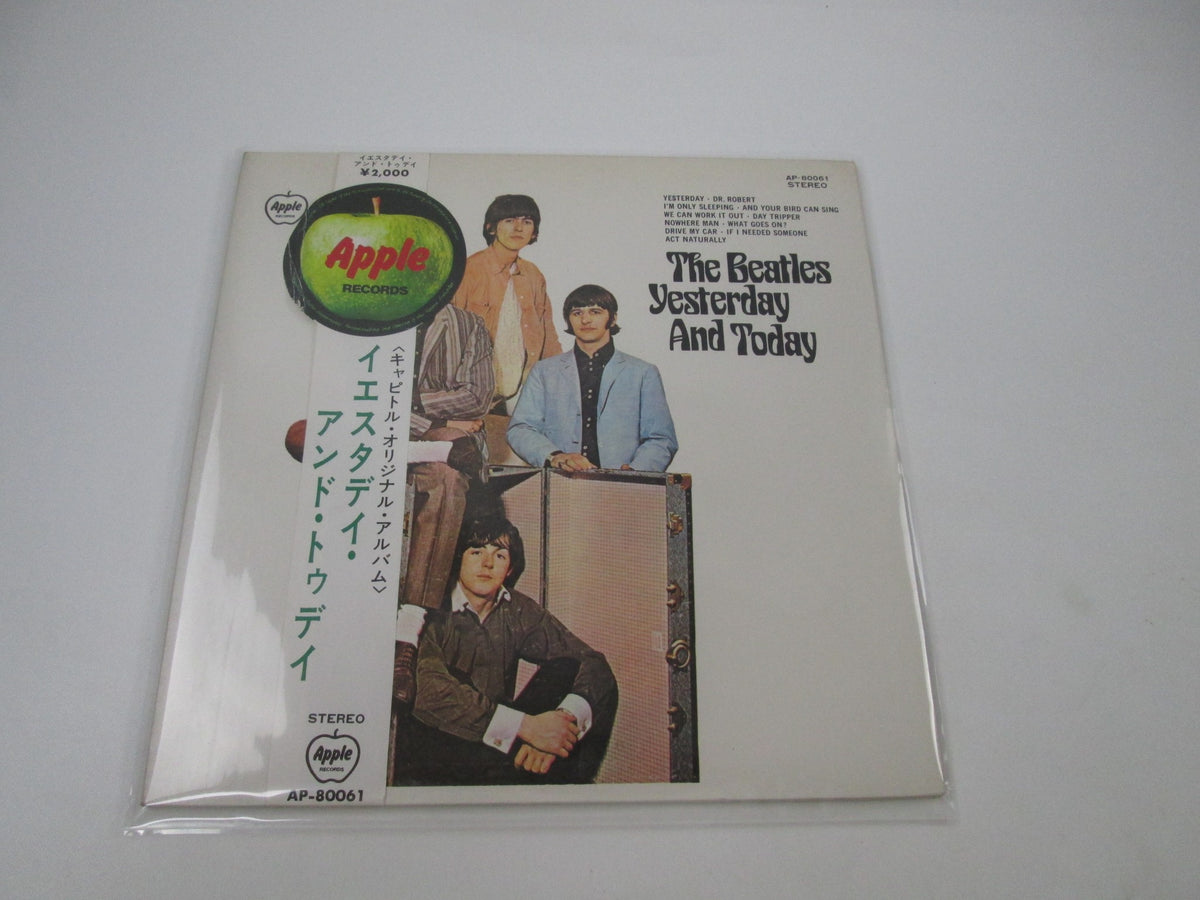 イエスタデイ・
アンド・トゥデイ
¥2,000
Apple
RECORDS
Apple
RECORDS
〈キャピトル・オリジナル・アルバム〉
イエスタデイ・
アンド・トゥデイ
STEREO
Apple
RECORDS
AP-80061
AP-80061
STEREO
YESTERDAY · DR. ROBERT
I'M ONLY SLEEPING · AND YOUR BIRD CAN SING
WE CAN WORK IT OUT · DAY TRIPPER
NOWHERE MAN · WHAT GOES ON?
DRIVE MY CAR · IF I NEEDED SOMEONE
ACT NATURALLY
The Beatles
Yesterday
And Today